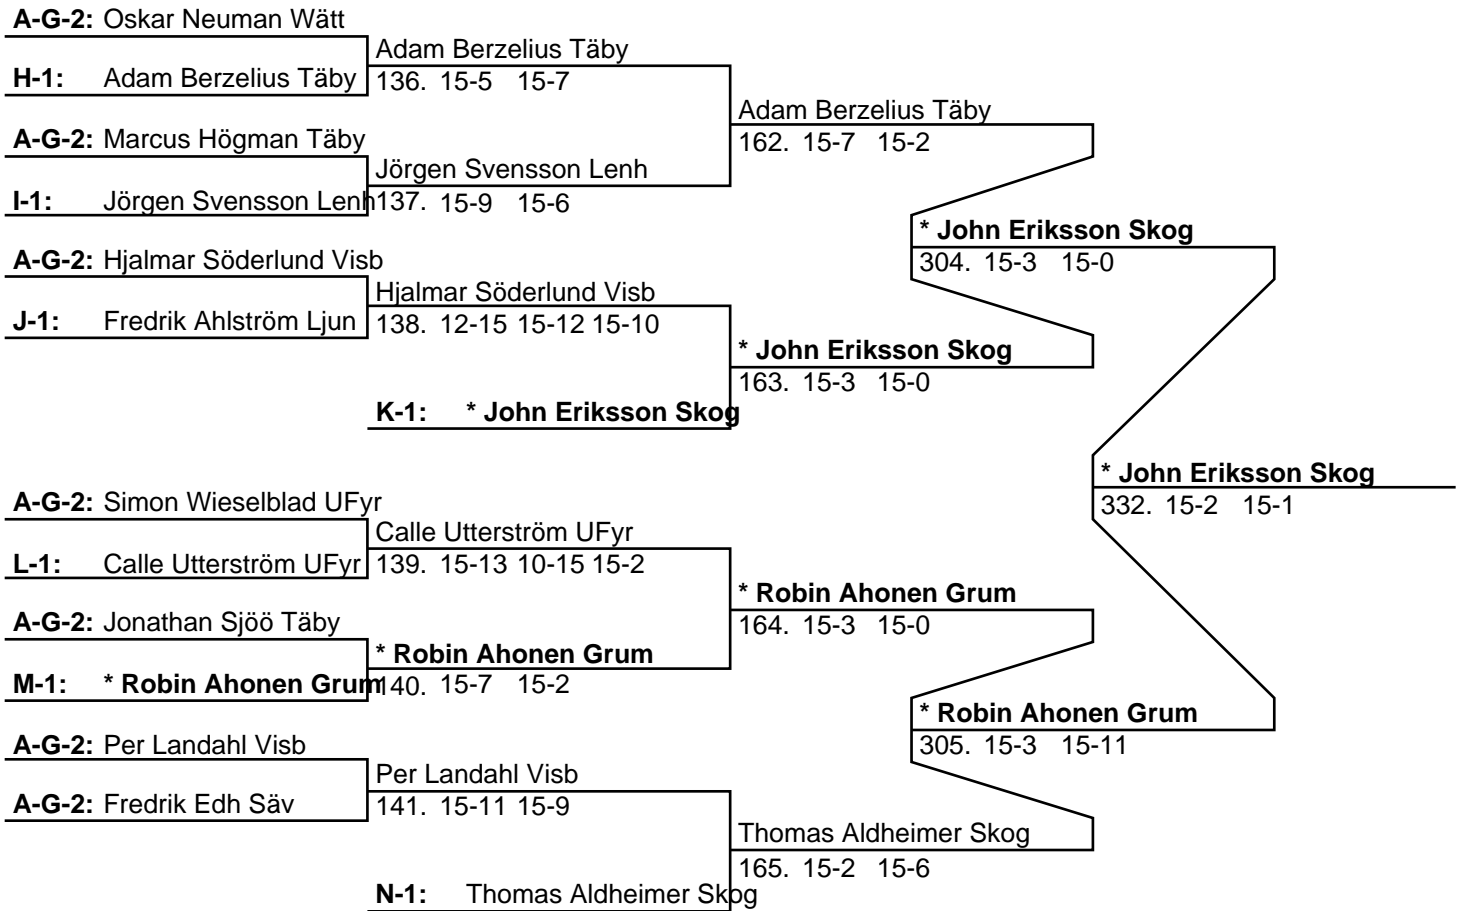 A-G-2: Oskar Neuman Wätt
Adam Berzelius Täby
H-1: Adam Berzelius Täby
136. 15-5 15-7
Adam Berzelius Täby
162. 15-7 15-2
A-G-2: Marcus Högman Täby
Jörgen Svensson Lenh
I-1: Jörgen Svensson Lenh
137. 15-9 15-6
* John Eriksson Skog
304. 15-3 15-0
A-G-2: Hjalmar Söderlund Visb
Hjalmar Söderlund Visb
J-1: Fredrik Ahlström Ljun
138. 12-15 15-12 15-10
* John Eriksson Skog
163. 15-3 15-0
K-1: * John Eriksson Skog
* John Eriksson Skog
332. 15-2 15-1
A-G-2: Simon Wieselblad UFyr
Calle Utterström UFyr
L-1: Calle Utterström UFyr
139. 15-13 10-15 15-2
* Robin Ahonen Grum
164. 15-3 15-0
A-G-2: Jonathan Sjöö Täby
* Robin Ahonen Grum
M-1: * Robin Ahonen Grum
140. 15-7 15-2
* Robin Ahonen Grum
305. 15-3 15-11
A-G-2: Per Landahl Visb
Per Landahl Visb
A-G-2: Fredrik Edh Säv
141. 15-11 15-9
Thomas Aldheimer Skog
165. 15-2 15-6
N-1: Thomas Aldheimer Skog